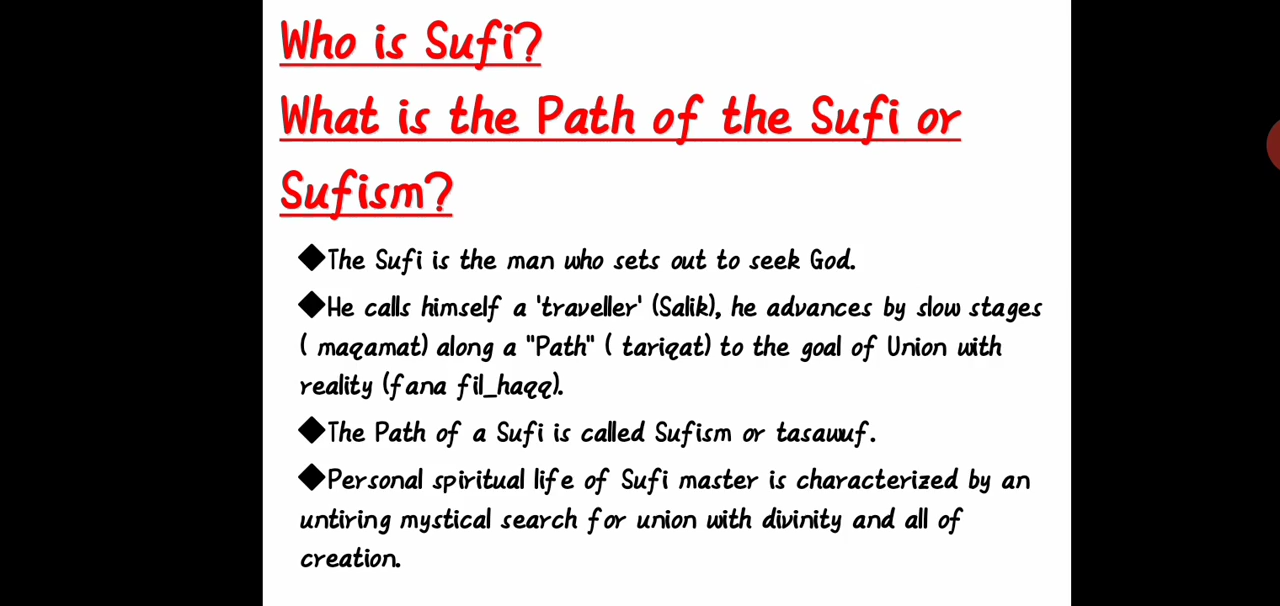 Who is Sufi?
What is the Path of the Sufi or
Sufism?
◆The Sufi is the man who sets out to seek God.
◆He calls himself a 'traveller' (Salik), he advances by slow stages
( maqamat) along a "Path" ( tariqat) to the goal of Union with
reality (fana fil_haqq).
◆The Path of a Sufi is called Sufism or tasawuf.
◆Personal spiritual life of Sufi master is characterized by an
untiring mystical search for union with divinity and all of
creation.